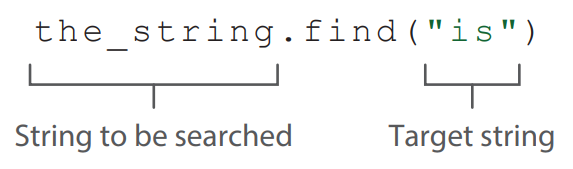 the_string.find("is")
String to be searched
Target string